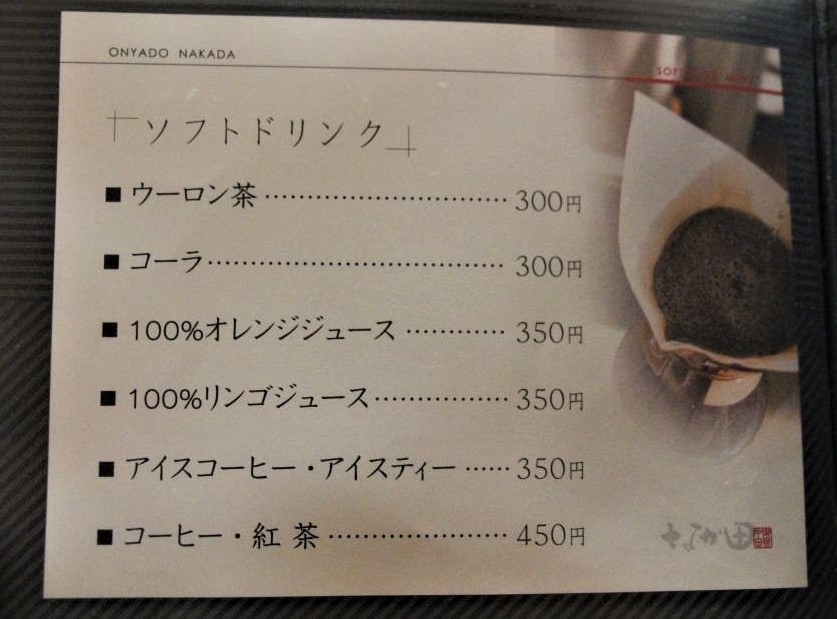 ONYADO NAKADA
ソフトドリンク
■ ウーロン茶 ………………………… 300円
■ コーラ……………………………… 300円
■ 100%オレンジジュース ………… 350円
■ 100%リンゴジュース…………… 350円
■ アイスコーヒー・アイスティー …… 350円
■ コーヒー・紅 茶 ………………… 450円